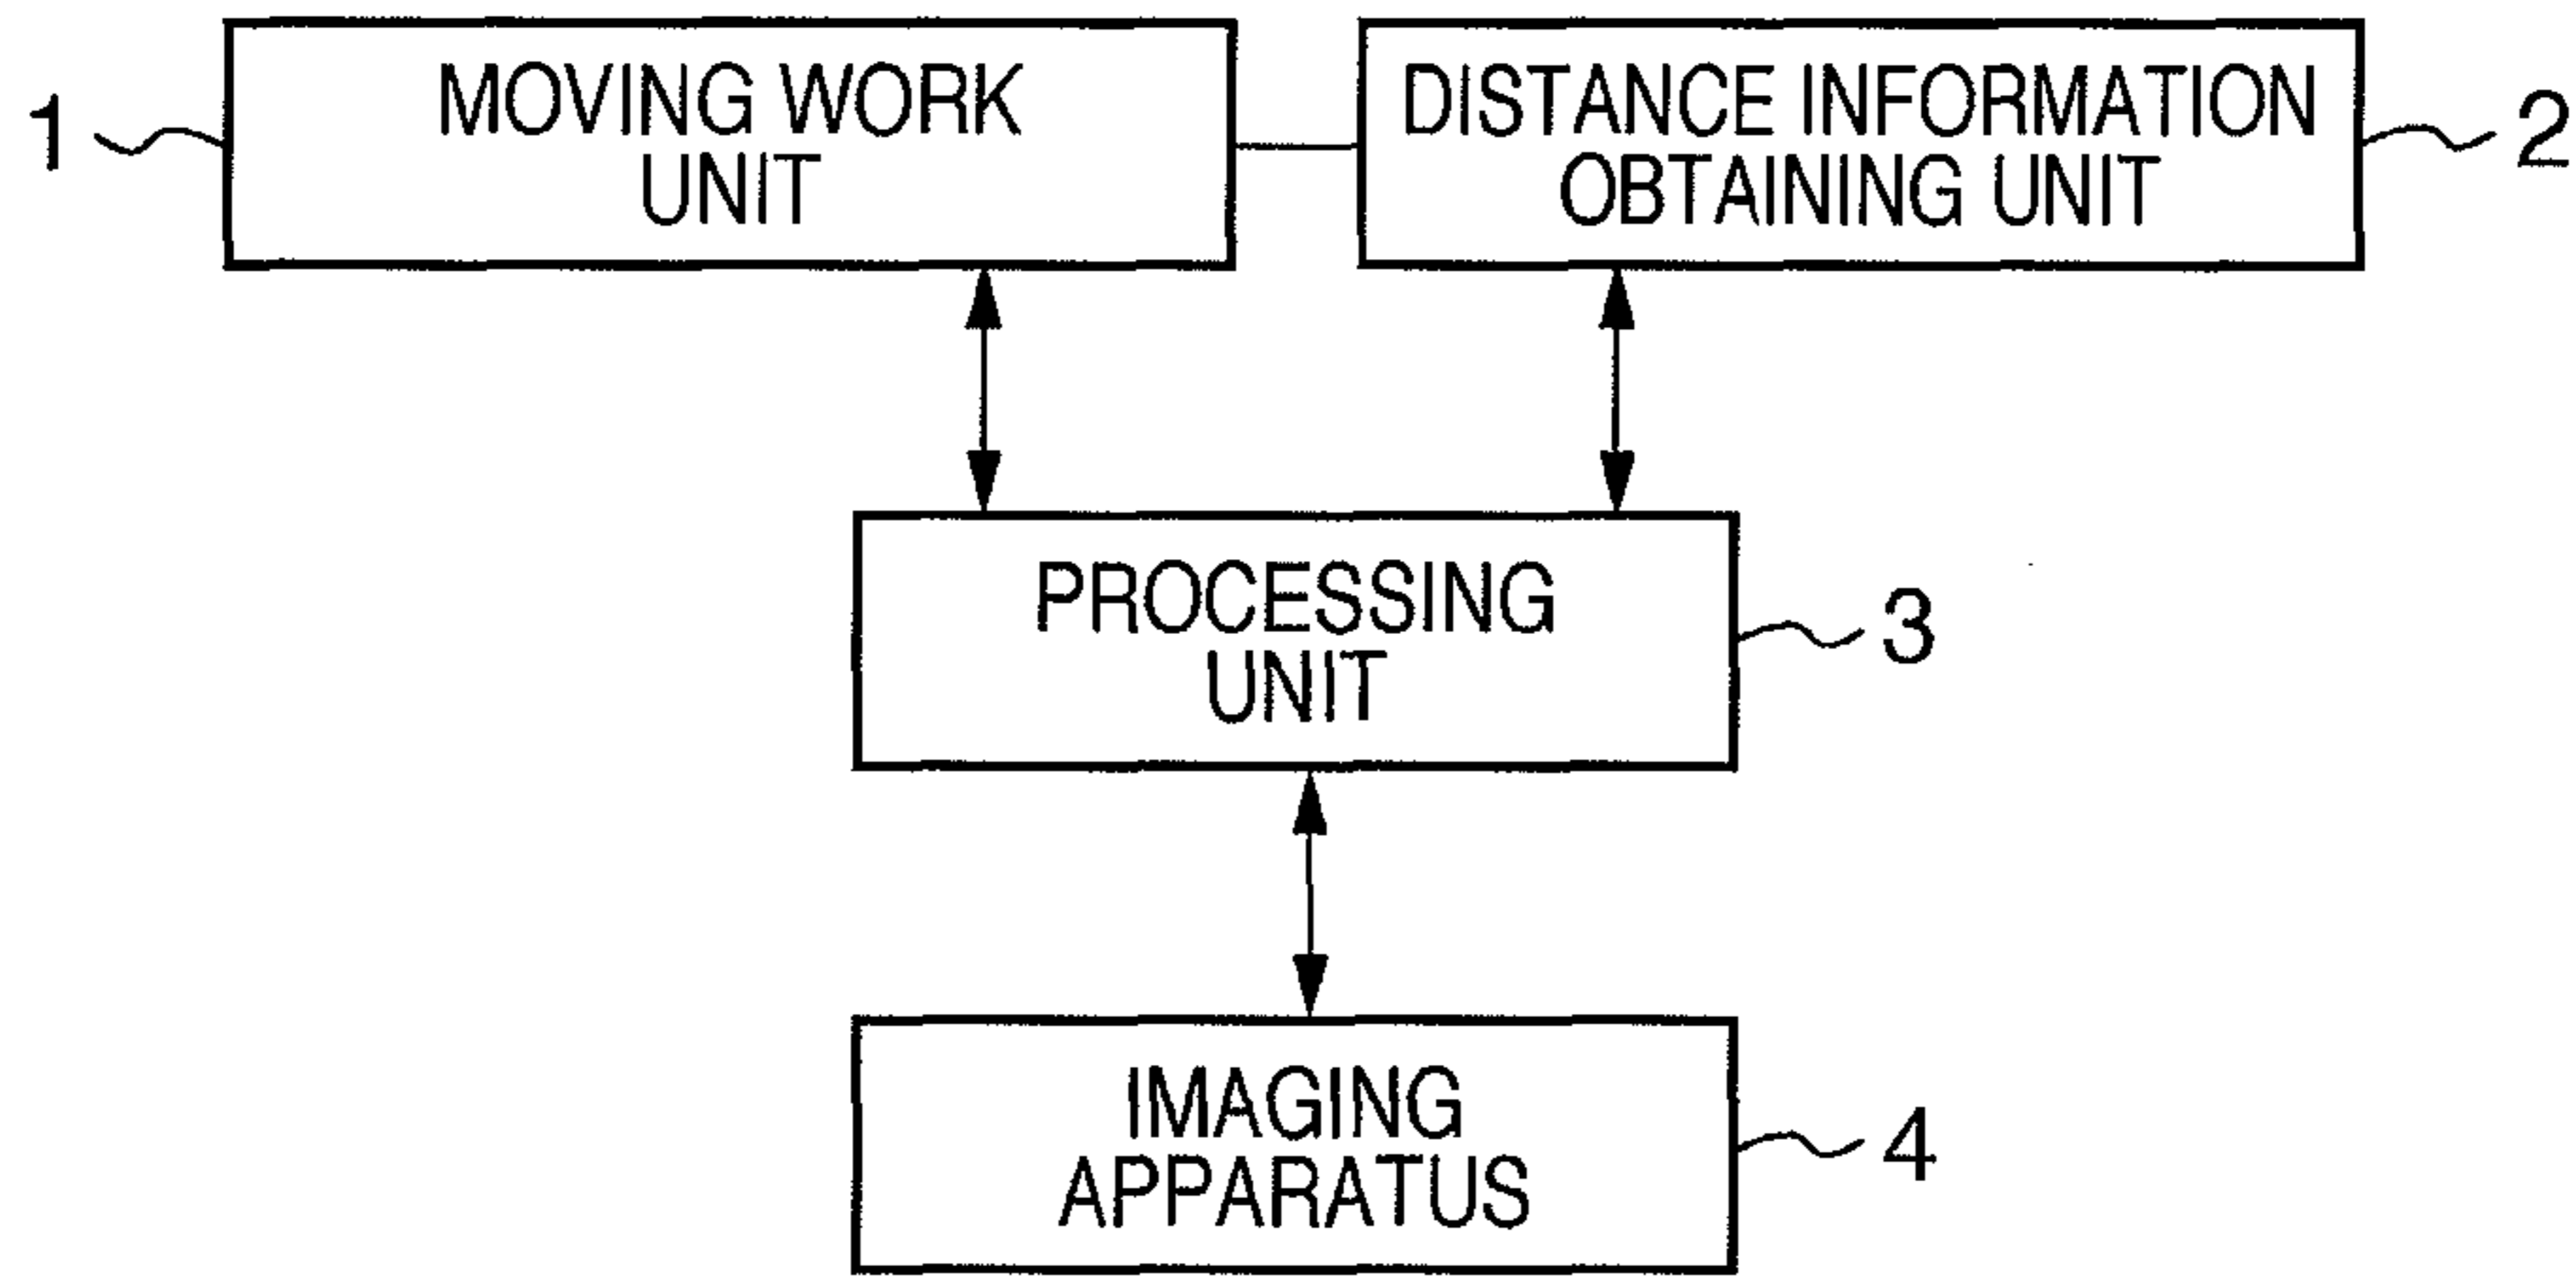 1
MOVING WORK
UNIT
DISTANCE INFORMATION
OBTAINING UNIT
2
PROCESSING
UNIT
3
IMAGING
APPARATUS
4